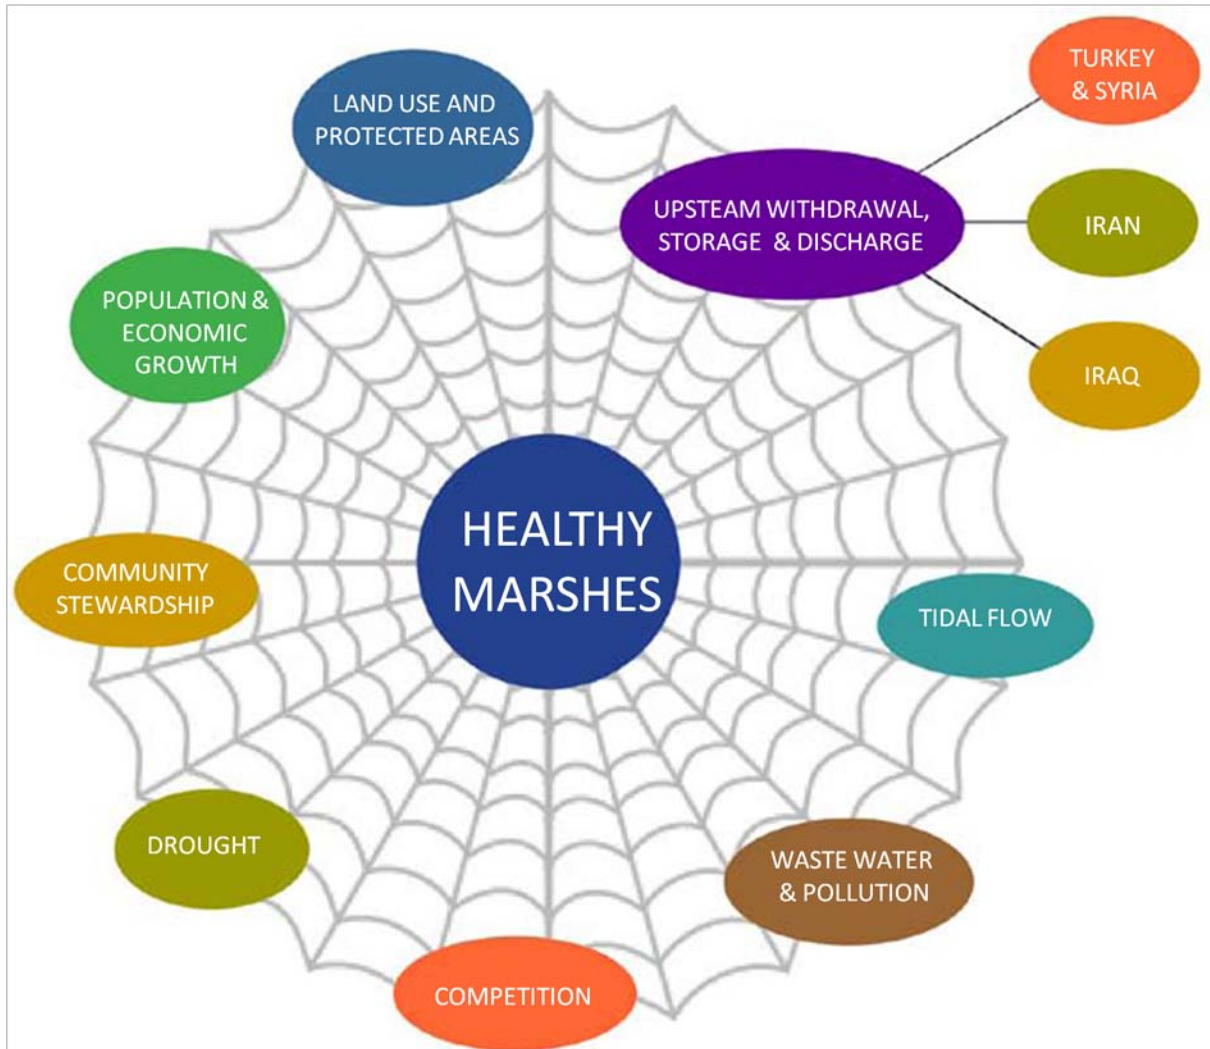 LAND USE AND
PROTECTED AREAS
TURKEY
& SYRIA
UPSTEAM WITHDRAWAL,
STORAGE & DISCHARGE
IRAN
POPULATION &
ECONOMIC
GROWTH
IRAQ
HEALTHY
MARSHES
COMMUNITY
STEWARDSHIP
TIDAL FLOW
DROUGHT
WASTE WATER
& POLLUTION
COMPETITION